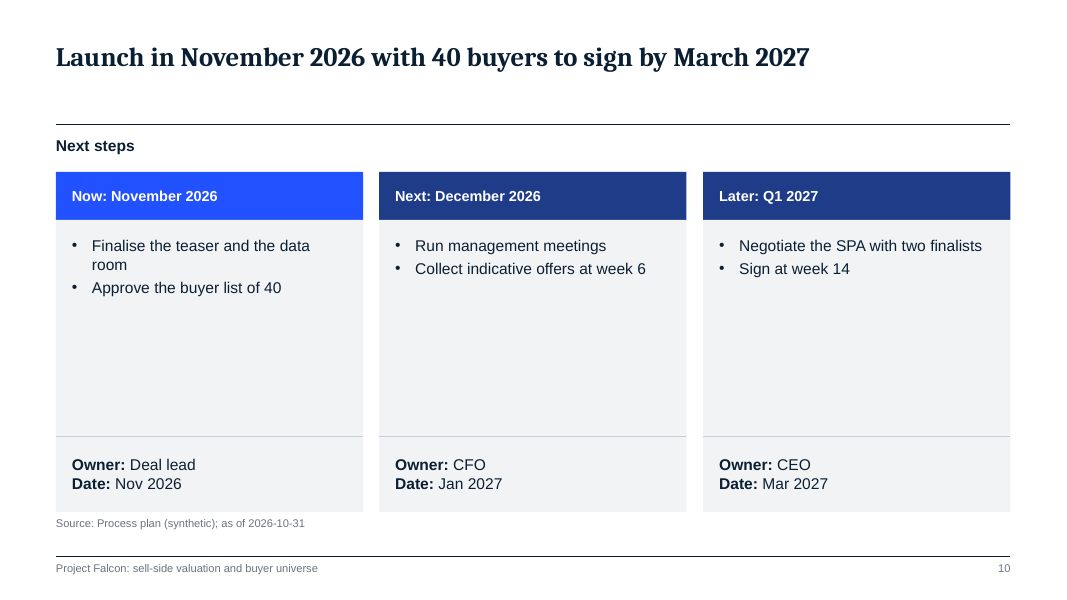 Launch in November 2026 with 40 buyers to sign by March 2027
Next steps
Now: November 2026
• Finalise the teaser and the data
room
• Approve the buyer list of 40
Owner: Deal lead
Date: Nov 2026
Next: December 2026
• Run management meetings
• Collect indicative offers at week 6
Owner: CFO
Date: Jan 2027
Later: Q1 2027
• Negotiate the SPA with two finalists
• Sign at week 14
Owner: CEO
Date: Mar 2027
Source: Process plan (synthetic); as of 2026-10-31
Project Falcon: sell-side valuation and buyer universe
10